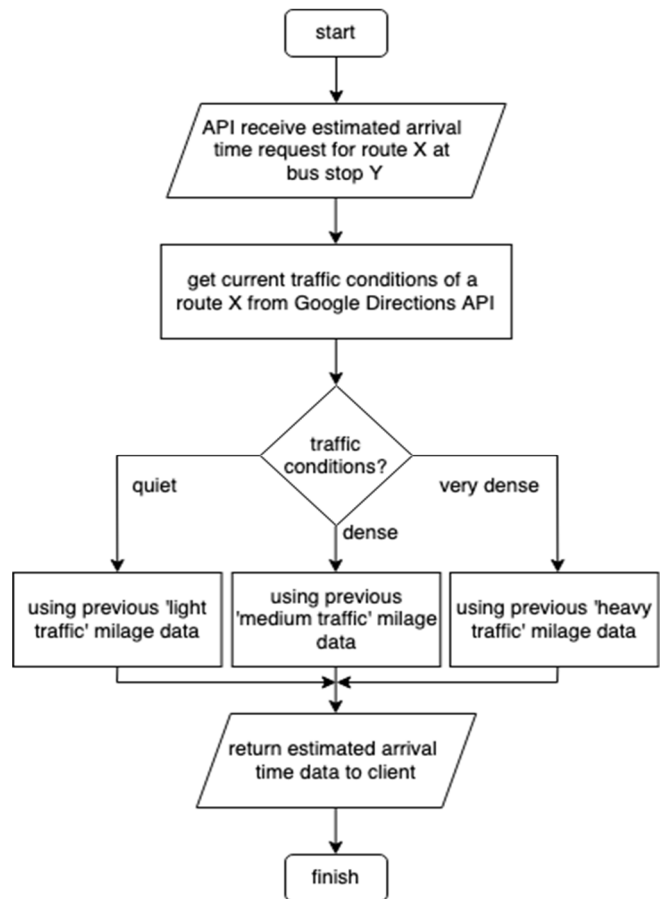 start
API receive estimated arrival
time request for route X at
bus stop Y
get current traffic conditions of a
route X from Google Directions API
traffic
conditions?
quiet
very dense
dense
using previous 'light
traffic' milage data
using previous
'medium traffic' milage
data
using previous 'heavy
traffic' milage data
return estimated arrival
time data to client
finish